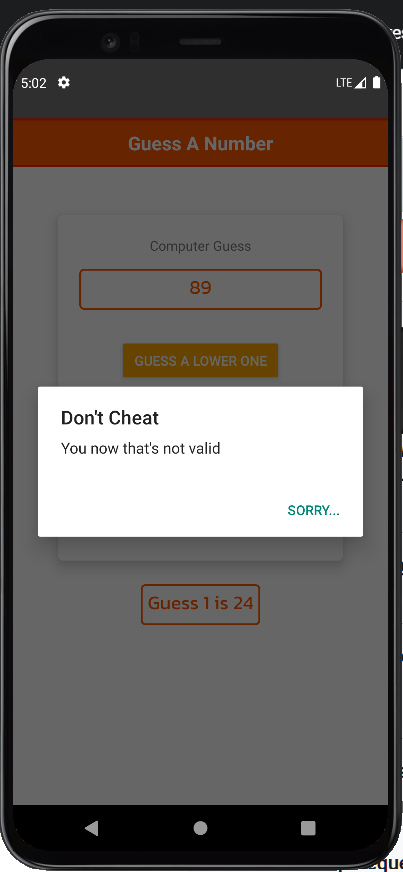 5:02
LTE
Guess A Number
Computer Guess
89
GUESS A LOWER ONE
Don't Cheat
You now that's not valid
SORRY...
Guess 1 is 24